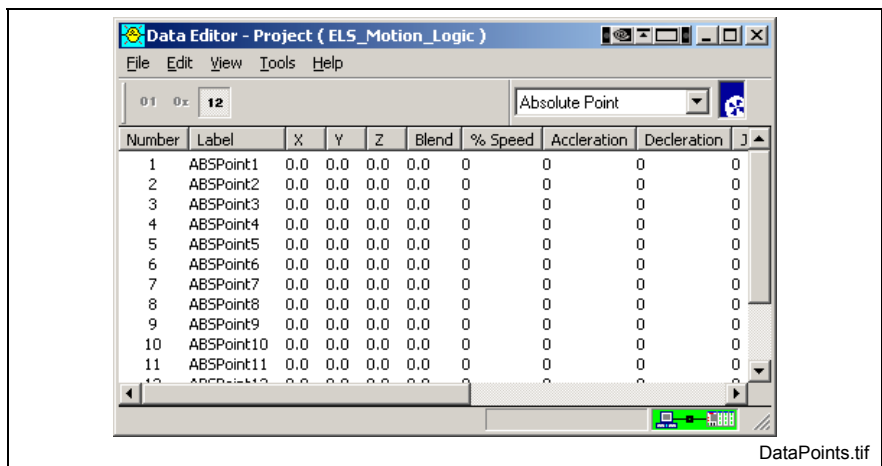 Data Editor - Project ( ELS_Motion_Logic )
File Edit View Tools Help
01 0x 12 Absolute Point
Number Label X Y Z Blend % Speed Accleration Decleration J
1 ABSPoint1 0.0 0.0 0.0 0.0 0 0 0 0
2 ABSPoint2 0.0 0.0 0.0 0.0 0 0 0 0
3 ABSPoint3 0.0 0.0 0.0 0.0 0 0 0 0
4 ABSPoint4 0.0 0.0 0.0 0.0 0 0 0 0
5 ABSPoint5 0.0 0.0 0.0 0.0 0 0 0 0
6 ABSPoint6 0.0 0.0 0.0 0.0 0 0 0 0
7 ABSPoint7 0.0 0.0 0.0 0.0 0 0 0 0
8 ABSPoint8 0.0 0.0 0.0 0.0 0 0 0 0
9 ABSPoint9 0.0 0.0 0.0 0.0 0 0 0 0
10 ABSPoint10 0.0 0.0 0.0 0.0 0 0 0 0
11 ABSPoint11 0.0 0.0 0.0 0.0 0 0 0 0
DataPoints.tif